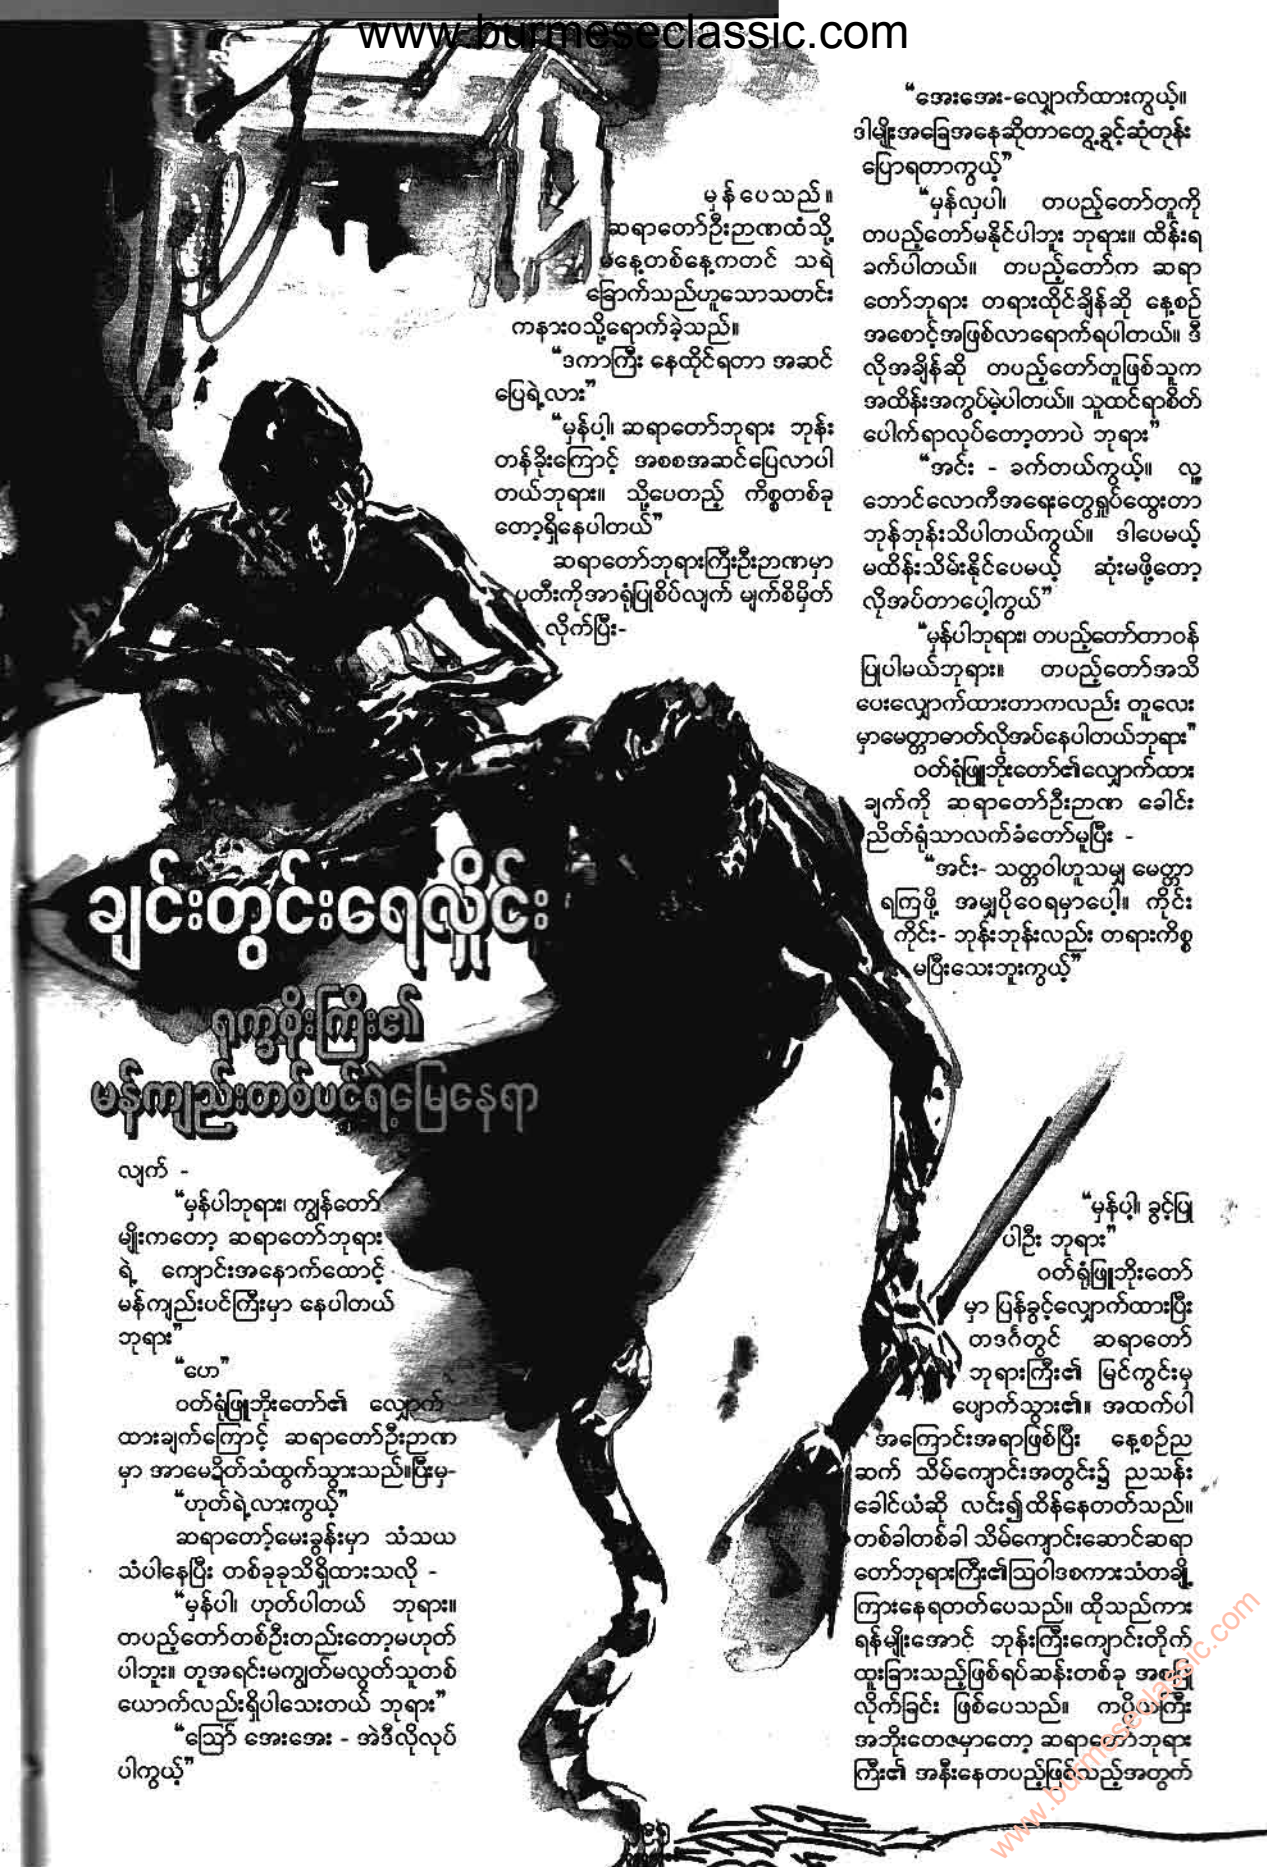 www.burmeseclassic.com
ချင်းတွင်းရေလှိုင်း
ရုက္ခစိုးကြီး၏
မန်ကျည်းတစ်ပင်ရဲ့မြေနေရာ
လျက် -
“မှန်ပါဘုရား၊ ကျွန်တော်
မျိုးကတော့ ဆရာတော်ဘုရား
ရဲ့ ကျောင်းအနောက်ထောင့်
မန်ကျည်းပင်ကြီးမှာ နေပါတယ်
ဘုရား”
“ဟေ”
ဝတ်ရုံဖြူဘိုးတော်၏ လျှောက်
ထားချက်ကြောင့် ဆရာတော်ဦးဉာဏ
မှာ အာမေဍိတ်သံထွက်သွားသည်။ပြီးမှ-
“ဟုတ်ရဲ့လားကွယ့်”
ဆရာတော့်မေးခွန်းမှာ သံသယ
သံပါနေပြီး တစ်ခုခုသိရှိထားသလို -
“မှန်ပါ၊ ဟုတ်ပါတယ် ဘုရား။
တပည့်တော်တစ်ဦးတည်းတော့မဟုတ်
ပါဘူး။ တူအရင်းမကျွတ်မလွတ်သူတစ်
ယောက်လည်းရှိပါသေးတယ် ဘုရား”
“ဪ အေးအေး - အဲဒီလိုလုပ်
ပါကွယ့်”
မှန်ပေသည်။
ဆရာတော်ဦးဉာဏထံသို့
မနေ့တစ်နေ့ကတင် သရဲ
ခြောက်သည်ဟူသောသတင်း
ကနားဝသို့ရောက်ခဲ့သည်။
“ဒကာကြီး နေထိုင်ရတာ အဆင်
ပြေရဲ့လား”
“မှန်ပါ့၊ ဆရာတော်ဘုရား ဘုန်း
တန်ခိုးကြောင့် အစစအဆင်ပြေလာပါ
တယ်ဘုရား။ သို့ပေတည့် ကိစ္စတစ်ခု
တော့ရှိနေပါတယ်”
ဆရာတော်ဘုရားကြီးဦးဉာဏမှာ
ပုတီးကိုအာရုံပြုစိပ်လျက် မျက်စိမှိတ်
လိုက်ပြီး-
“အေးအေး-လျှောက်ထားကွယ့်။
ဒါမျိုးအခြေအနေဆိုတာတွေ့ခွင့်ဆုံတုန်း
ပြောရတာကွယ့်”
“မှန်လှပါ၊ တပည့်တော်တူကို
တပည့်တော်မနိုင်ပါဘူး ဘုရား။ ထိန်းရ
ခက်ပါတယ်။ တပည့်တော်က ဆရာ
တော်ဘုရား တရားထိုင်ချိန်ဆို နေ့စဉ်
အစောင့်အဖြစ်လာရောက်ရပါတယ်။ ဒီ
လိုအချိန်ဆို တပည့်တော်တူဖြစ်သူက
အထိန်းအကွပ်မဲ့ပါတယ်။ သူထင်ရာစိတ်
ပေါက်ရာလုပ်တော့တာပဲ ဘုရား”
“အင်း - ခက်တယ်ကွယ့်။ လူ့
ဘောင်လောကီအရေးတွေရှုပ်ထွေးတာ
ဘုန်ဘုန်းသိပါတယ်ကွယ်။ ဒါပေမယ့်
မထိန်းသိမ်းနိုင်ပေမယ့် ဆုံးမဖို့တော့
လိုအပ်တာပေါ့ကွယ်”
“မှန်ပါဘုရား၊ တပည့်တော်တာဝန်
ပြုပါမယ်ဘုရား။ တပည့်တော်အသိ
ပေးလျှောက်ထားတာကလည်း တူလေး
မှာမေတ္တာဓာတ်လိုအပ်နေပါတယ်ဘုရား”
ဝတ်ရုံဖြူဘိုးတော်၏လျှောက်ထား
ချက်ကို ဆရာတော်ဦးဉာဏ ခေါင်း
ညိတ်ရုံသာလက်ခံတော်မူပြီး -
“အင်း- သတ္တဝါဟူသမျှ မေတ္တာ
ရကြဖို့ အမျှပိုဝေရမှာပေါ့။ ကိုင်း
ကိုင်း- ဘုန်းဘုန်းလည်း တရားကိစ္စ
မပြီးသေးဘူးကွယ့်”
“မှန်ပါ့၊ ခွင့်ပြု
ပါဦး ဘုရား”
ဝတ်ရုံဖြူဘိုးတော်
မှာ ပြန်ခွင့်လျှောက်ထားပြီး
တဒင်္ဂတွင် ဆရာတော်
ဘုရားကြီး၏ မြင်ကွင်းမှ
ပျောက်သွား၏။ အထက်ပါ
အကြောင်းအရာဖြစ်ပြီး နေ့စဉ်ည
ဆက် သိမ်ကျောင်းအတွင်း၌ ညသန်း
ခေါင်ယံဆို လင်း၍ထိန်နေတတ်သည်။
တစ်ခါတစ်ခါ သိမ်ကျောင်းဆောင်ဆရာ
တော်ဘုရားကြီး၏ဩဝါဒစကားသံတချို့
ကြားနေရတတ်ပေသည်။ ထိုသည်ကား
ရန်မျိုးအောင့် ဘုန်းကြီးကျောင်းတိုက်
ထူးခြားသည့်ဖြစ်ရပ်ဆန်းတစ်ခု အစပြု
လိုက်ခြင်း ဖြစ်ပေသည်။ ကပ္ပိယကြီး
အဘိုးတေဇမှာတော့ ဆရာတော်ဘုရား
ကြီး၏ အနီးနေတပည့်ဖြစ်သည့်အတွက်
www.burmeseclassic.com